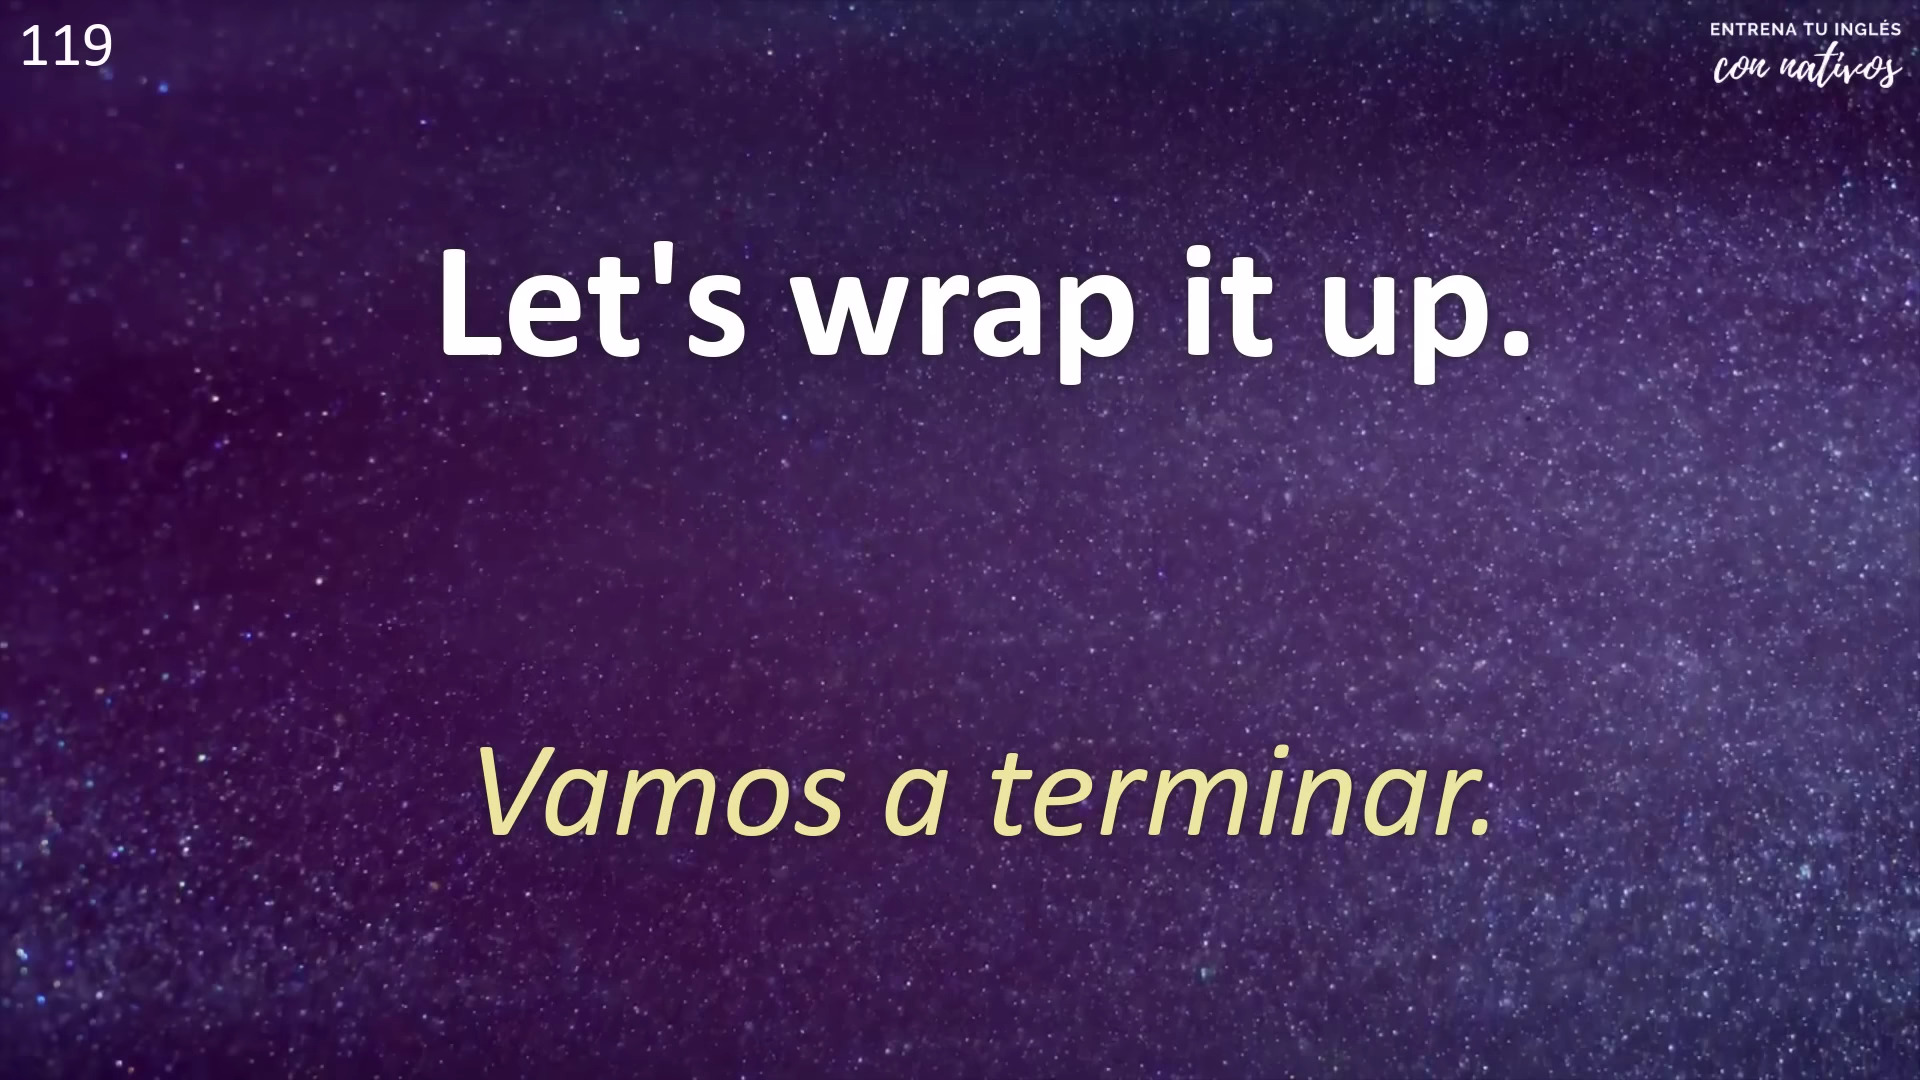 119
ENTRENA TU INGLÉS
con nativos
Let's wrap it up.
Vamos a terminar.